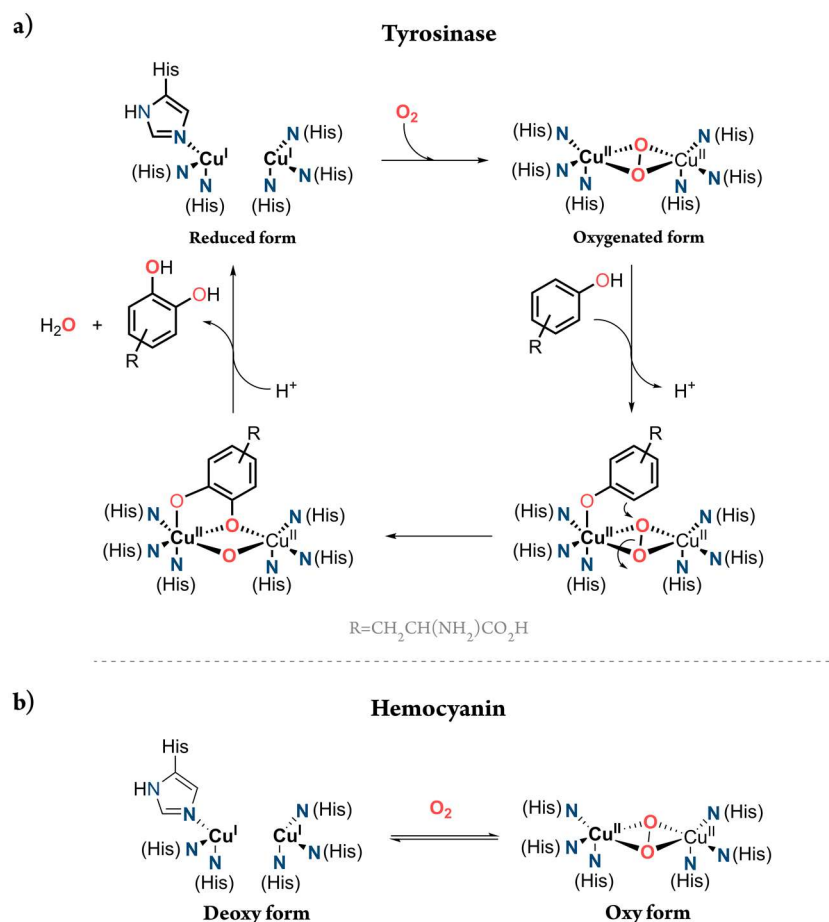 a)
Tyrosinase
His
HN
N
Cu^I
Cu^I
N (His)
(His) N
N
(His)
N
(His)
N (His)
Reduced form
O₂
(His) N
(His) N
N
(His)
Cu^II
O
O
Cu^II
N (His)
N (His)
N
(His)
Oxygenated form
H₂O +
OH
OH
R
H⁺
OH
R
H⁺
R
O
(His) N
(His) N
N
(His)
Cu^II
O
O
Cu^II
N (His)
N (His)
N
(His)
R
O
(His) N
(His) N
N
(His)
Cu^II
O
O
Cu^II
N (His)
N (His)
N
(His)
R=CH₂CH(NH₂)CO₂H
b)
Hemocyanin
His
HN
N
Cu^I
Cu^I
N (His)
(His) N
N
(His)
N
(His)
N (His)
Deoxy form
O₂
(His) N
(His) N
N
(His)
Cu^II
O
O
Cu^II
N (His)
N (His)
N
(His)
Oxy form